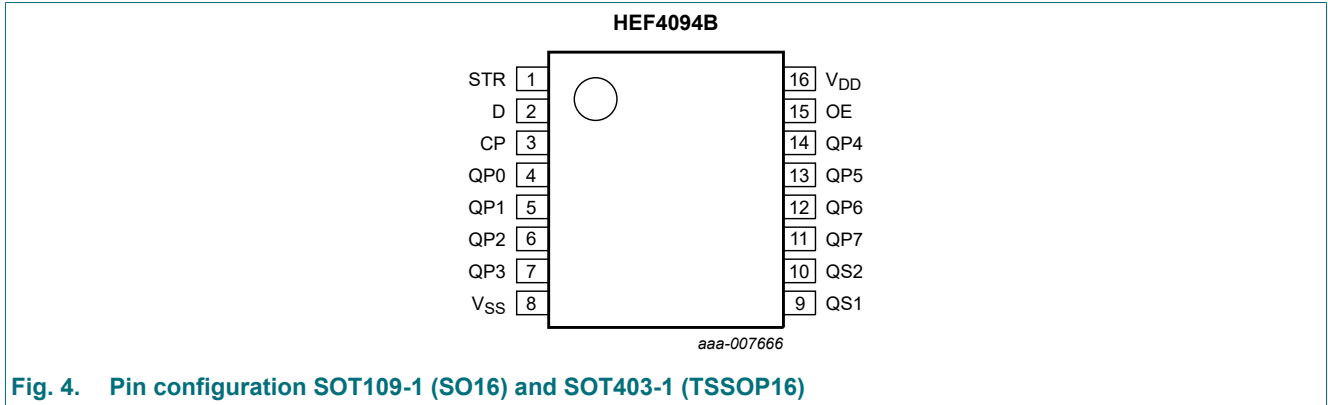 HEF4094B
STR 1 16 VDD
D 2 15 OE
CP 3 14 QP4
QP0 4 13 QP5
QP1 5 12 QP6
QP2 6 11 QP7
QP3 7 10 QS2
VSS 8 9 QS1
aaa-007666
Fig. 4. Pin configuration SOT109-1 (SO16) and SOT403-1 (TSSOP16)